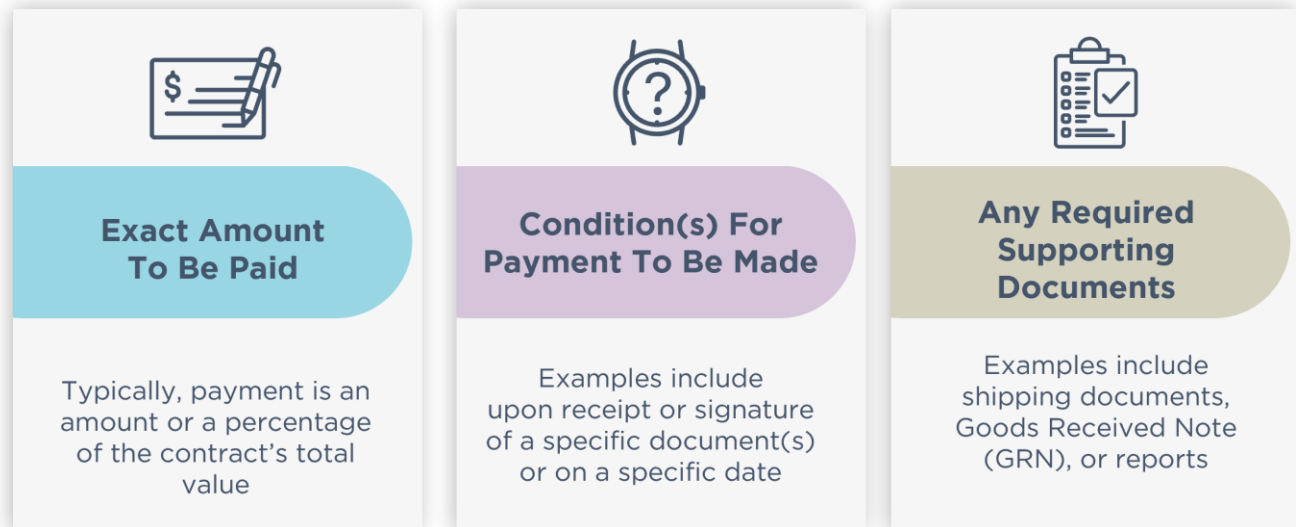 $
Exact Amount
To Be Paid
Typically, payment is an
amount or a percentage
of the contract's total
value
?
Condition(s) For
Payment To Be Made
Examples include
upon receipt or signature
of a specific document(s)
or on a specific date
Any Required
Supporting
Documents
Examples include
shipping documents,
Goods Received Note
(GRN), or reports